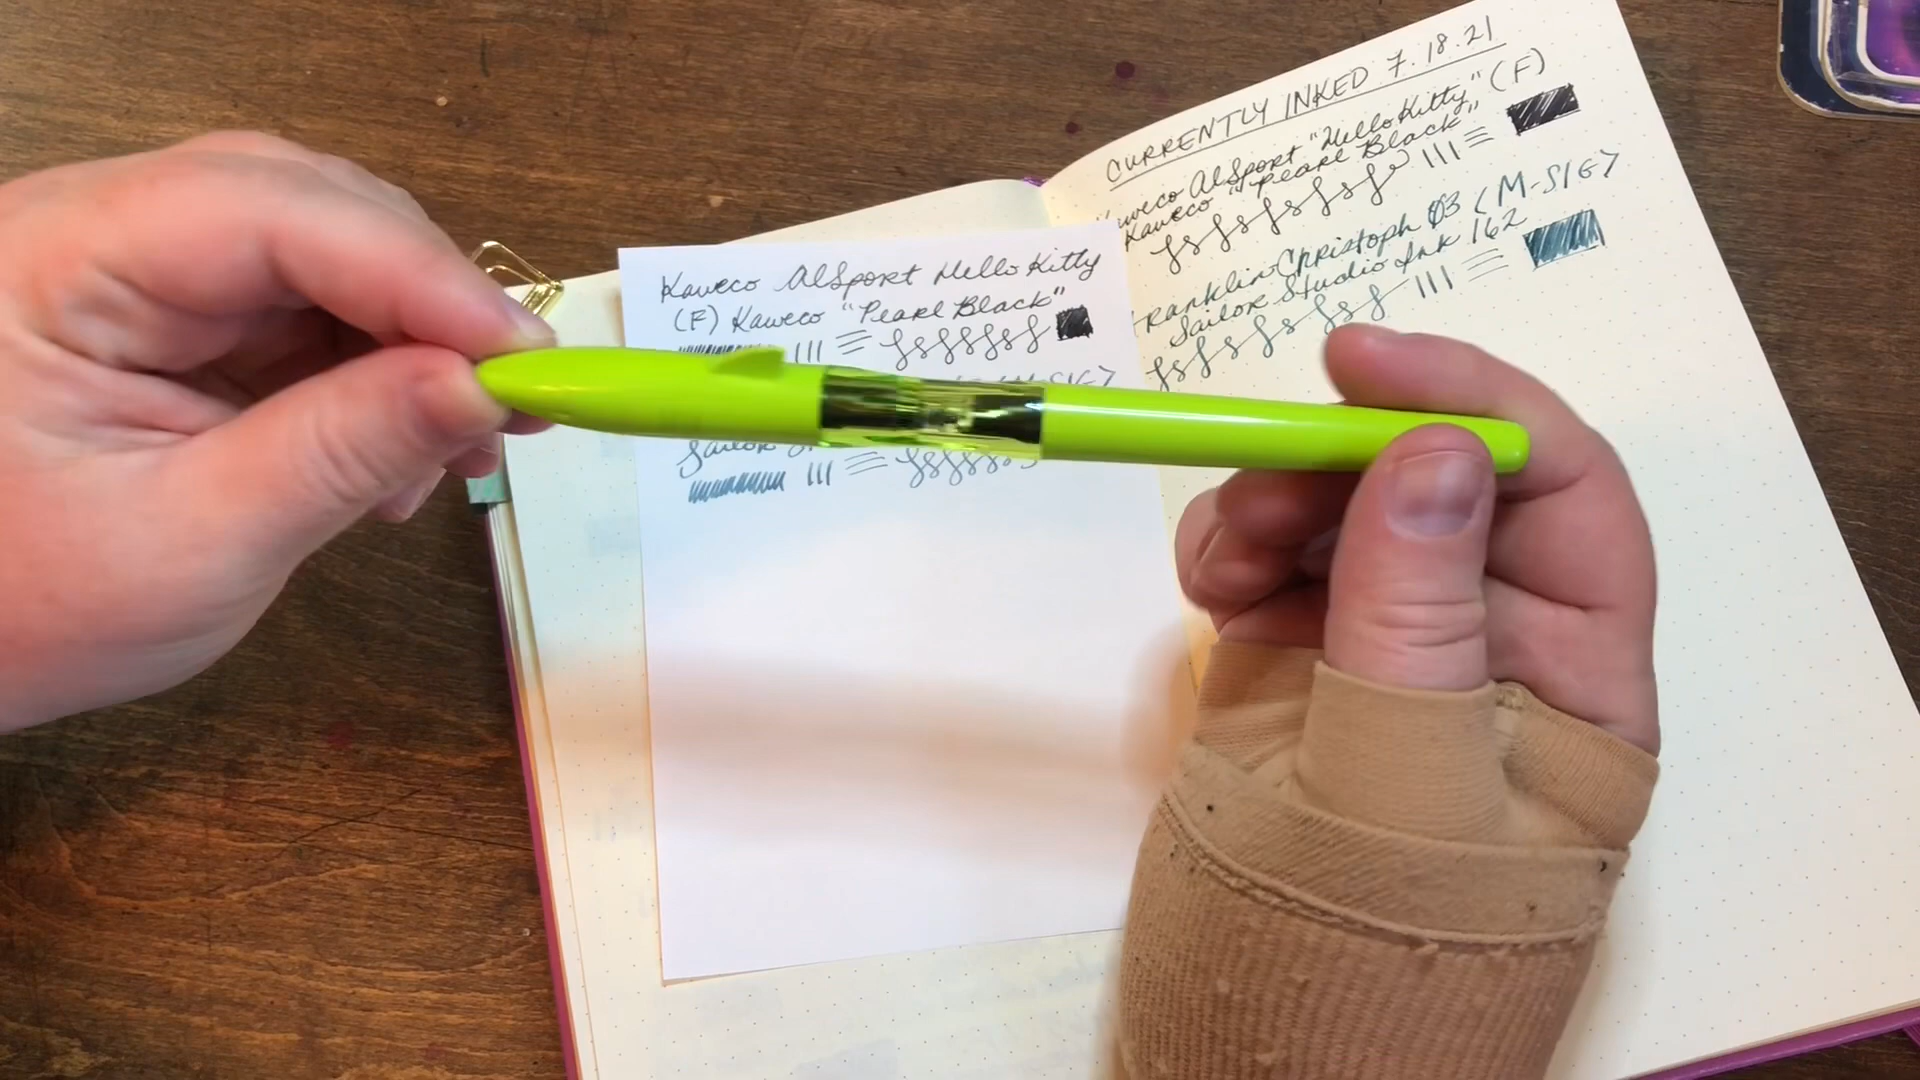 CURRENTLY INKED 7.18.21
Kaweco AlSport "Hello Kitty" (F)
Kaweco "Pearl Black"
Franklin Christoph 03 (M-SIG)
Sailor Studio Ink 162
Kaweco AlSport Hello Kitty
(F) Kaweco "Pearl Black"
(M-SIG)
Sailor